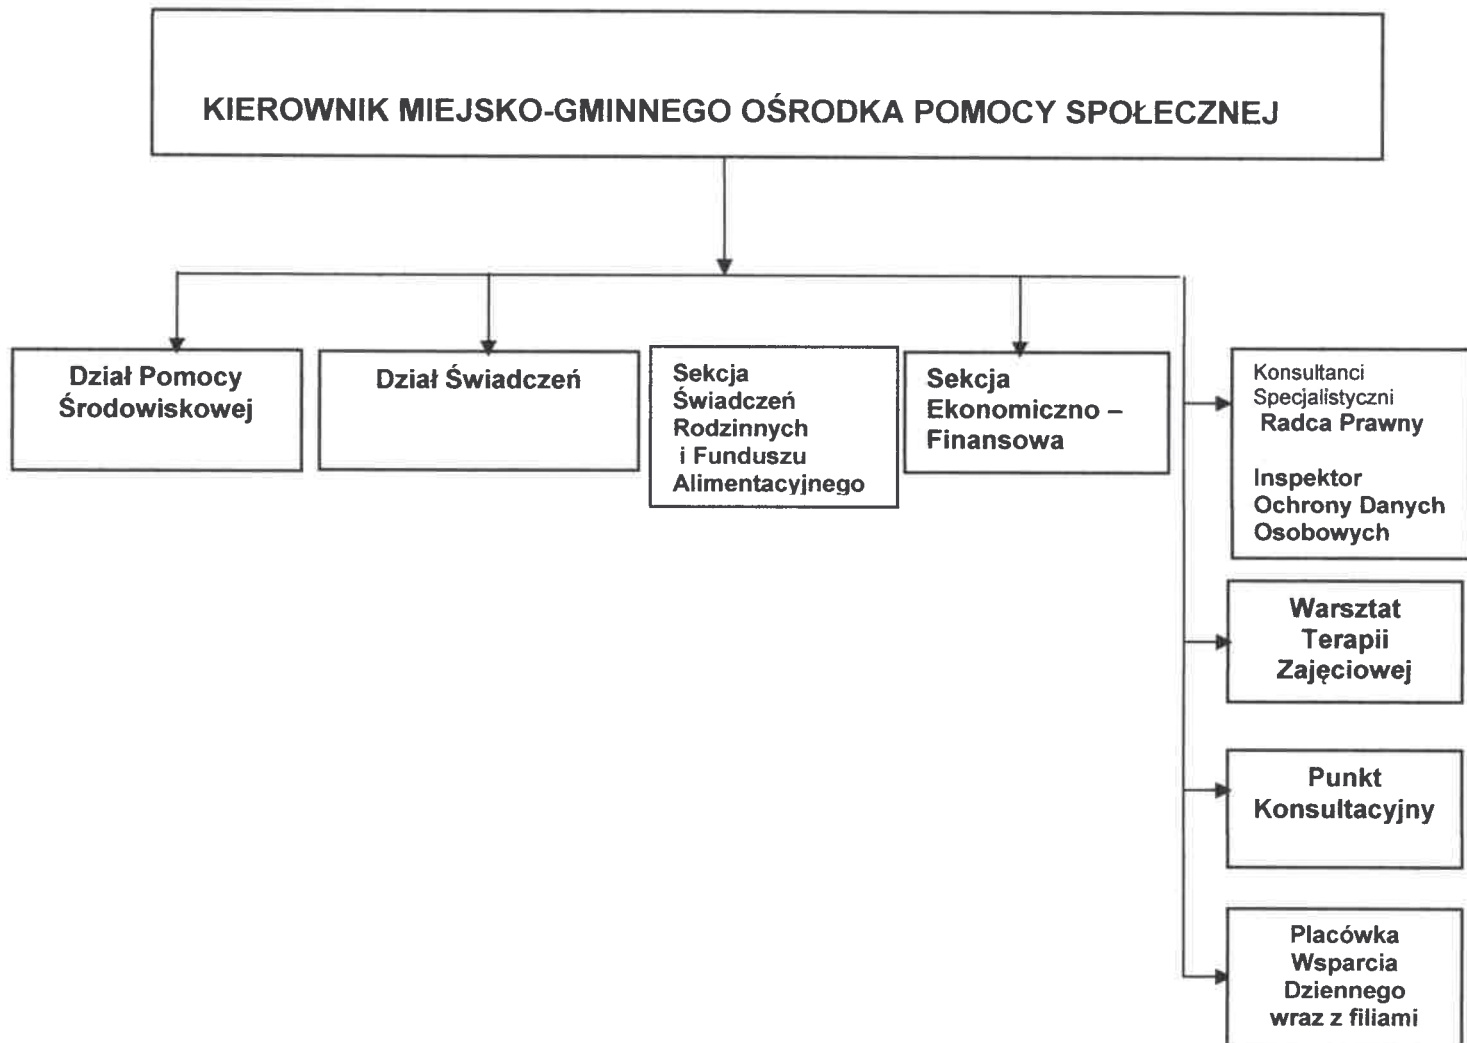 KIEROWNIK MIEJSKO-GMINNEGO OŚRODKA POMOCY SPOŁECZNEJ
Dział Pomocy
Środowiskowej
Dział Świadczeń
Sekcja
Świadczeń
Rodzinnych
i Funduszu
Alimentacyjnego
Sekcja
Ekonomiczno –
Finansowa
Konsultanci
Specjalistyczni
Radca Prawny
Inspektor
Ochrony Danych
Osobowych
Warsztat
Terapii
Zajęciowej
Punkt
Konsultacyjny
Placówka
Wsparcia
Dziennego
wraz z filiami